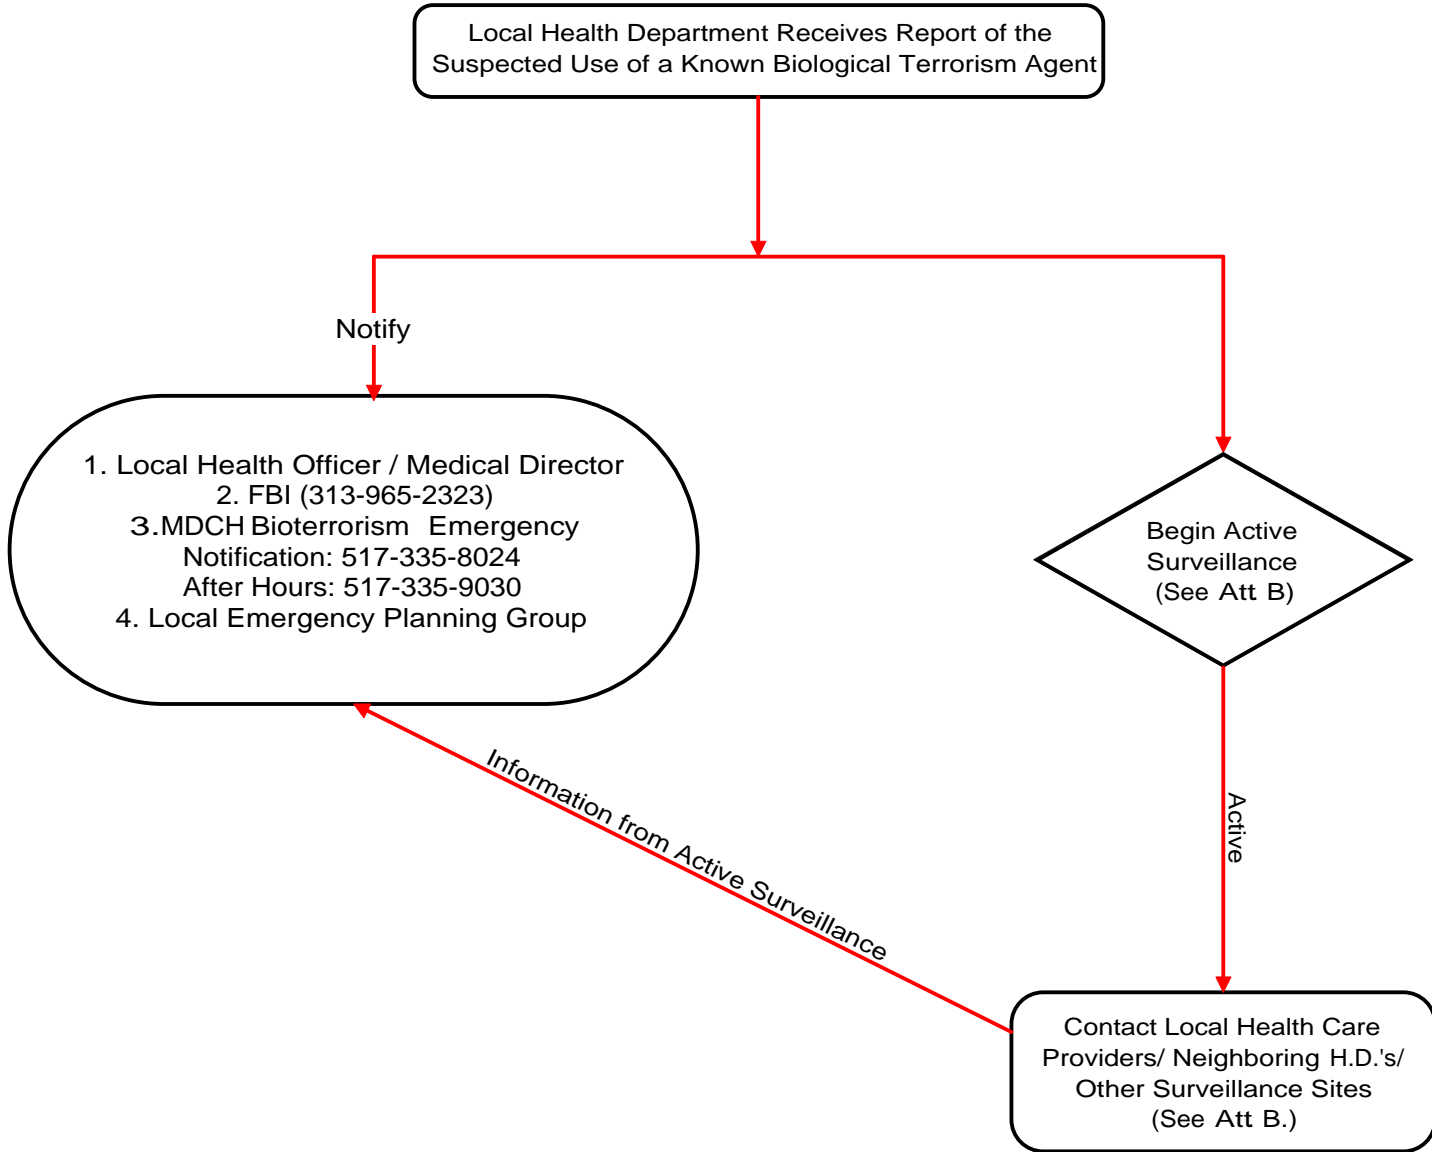 Local Health Department Receives Report of the
Suspected Use of a Known Biological Terrorism Agent
Notify
1. Local Health Officer / Medical Director
2. FBI (313-965-2323)
3.MDCH Bioterrorism Emergency
Notification: 517-335-8024
After Hours: 517-335-9030
4. Local Emergency Planning Group
Begin Active
Surveillance
(See Att B)
Information from Active Surveillance
Active
Contact Local Health Care
Providers/ Neighboring H.D.'s/
Other Surveillance Sites
(See Att B.)